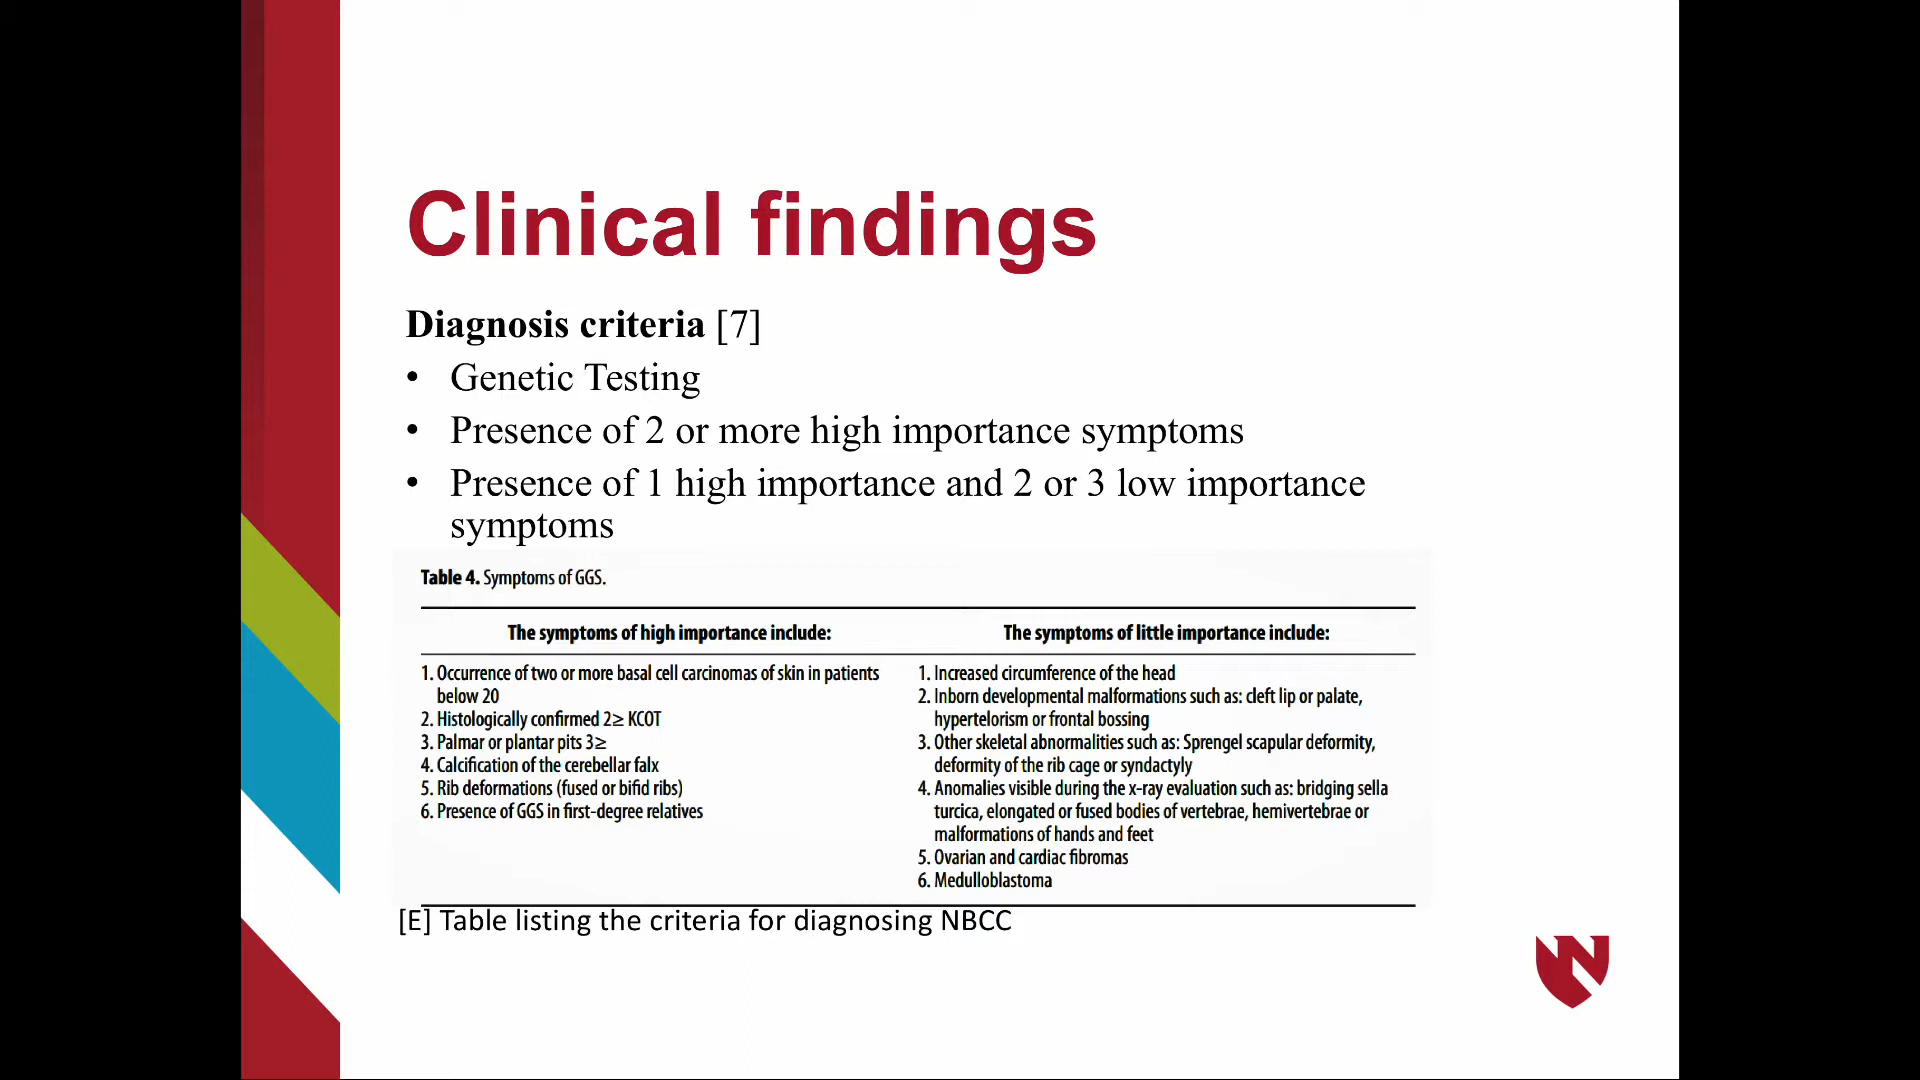 Clinical findings
Diagnosis criteria [7]
• Genetic Testing
• Presence of 2 or more high importance symptoms
• Presence of 1 high importance and 2 or 3 low importance
symptoms
Table 4. Symptoms of GGS.
The symptoms of high importance include:
1. Occurrence of two or more basal cell carcinomas of skin in patients
below 20
2. Histologically confirmed 2≥ KCOT
3. Palmar or plantar pits 3≥
4. Calcification of the cerebellar falx
5. Rib deformations (fused or bifid ribs)
6. Presence of GGS in first-degree relatives
The symptoms of little importance include:
1. Increased circumference of the head
2. Inborn developmental malformations such as: cleft lip or palate,
hypertelorism or frontal bossing
3. Other skeletal abnormalities such as: Sprengel scapular deformity,
deformity of the rib cage or syndactyly
4. Anomalies visible during the x-ray evaluation such as: bridging sella
turcica, elongated or fused bodies of vertebrae, hemivertebrae or
malformations of hands and feet
5. Ovarian and cardiac fibromas
6. Medulloblastoma
[E] Table listing the criteria for diagnosing NBCC
N